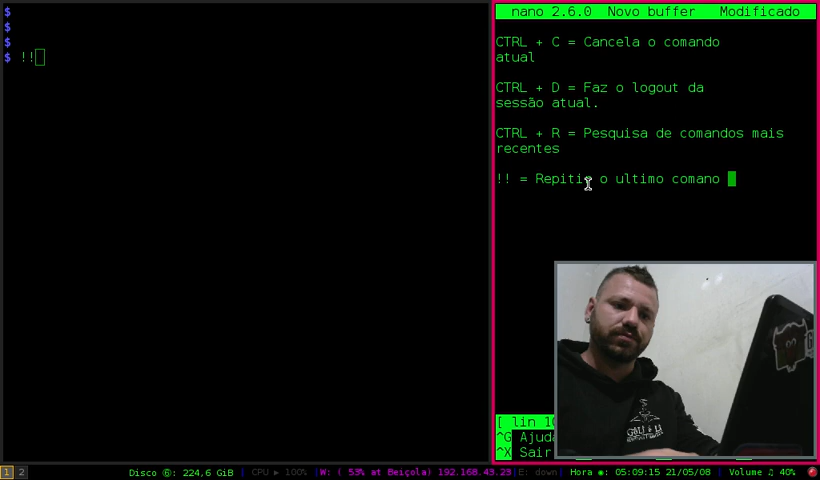 $
$
$
$ !!
nano 2.6.0 Novo buffer Modificado
CTRL + C = Cancela o comando
atual
CTRL + D = Faz o logout da
sessão atual.
CTRL + R = Pesquisa de comandos mais
recentes
!! = Repitir o ultimo comano
[ lin
^G Ajuda
^X Sair
1 2
Disco ⑥: 224,6 GiB | CPU ▶ 100% |W: ( 53% at Beiçola) 192.168.43.23|E: down| Hora ◉: 05:09:15 21/05/08 | Volume ♫ 40%